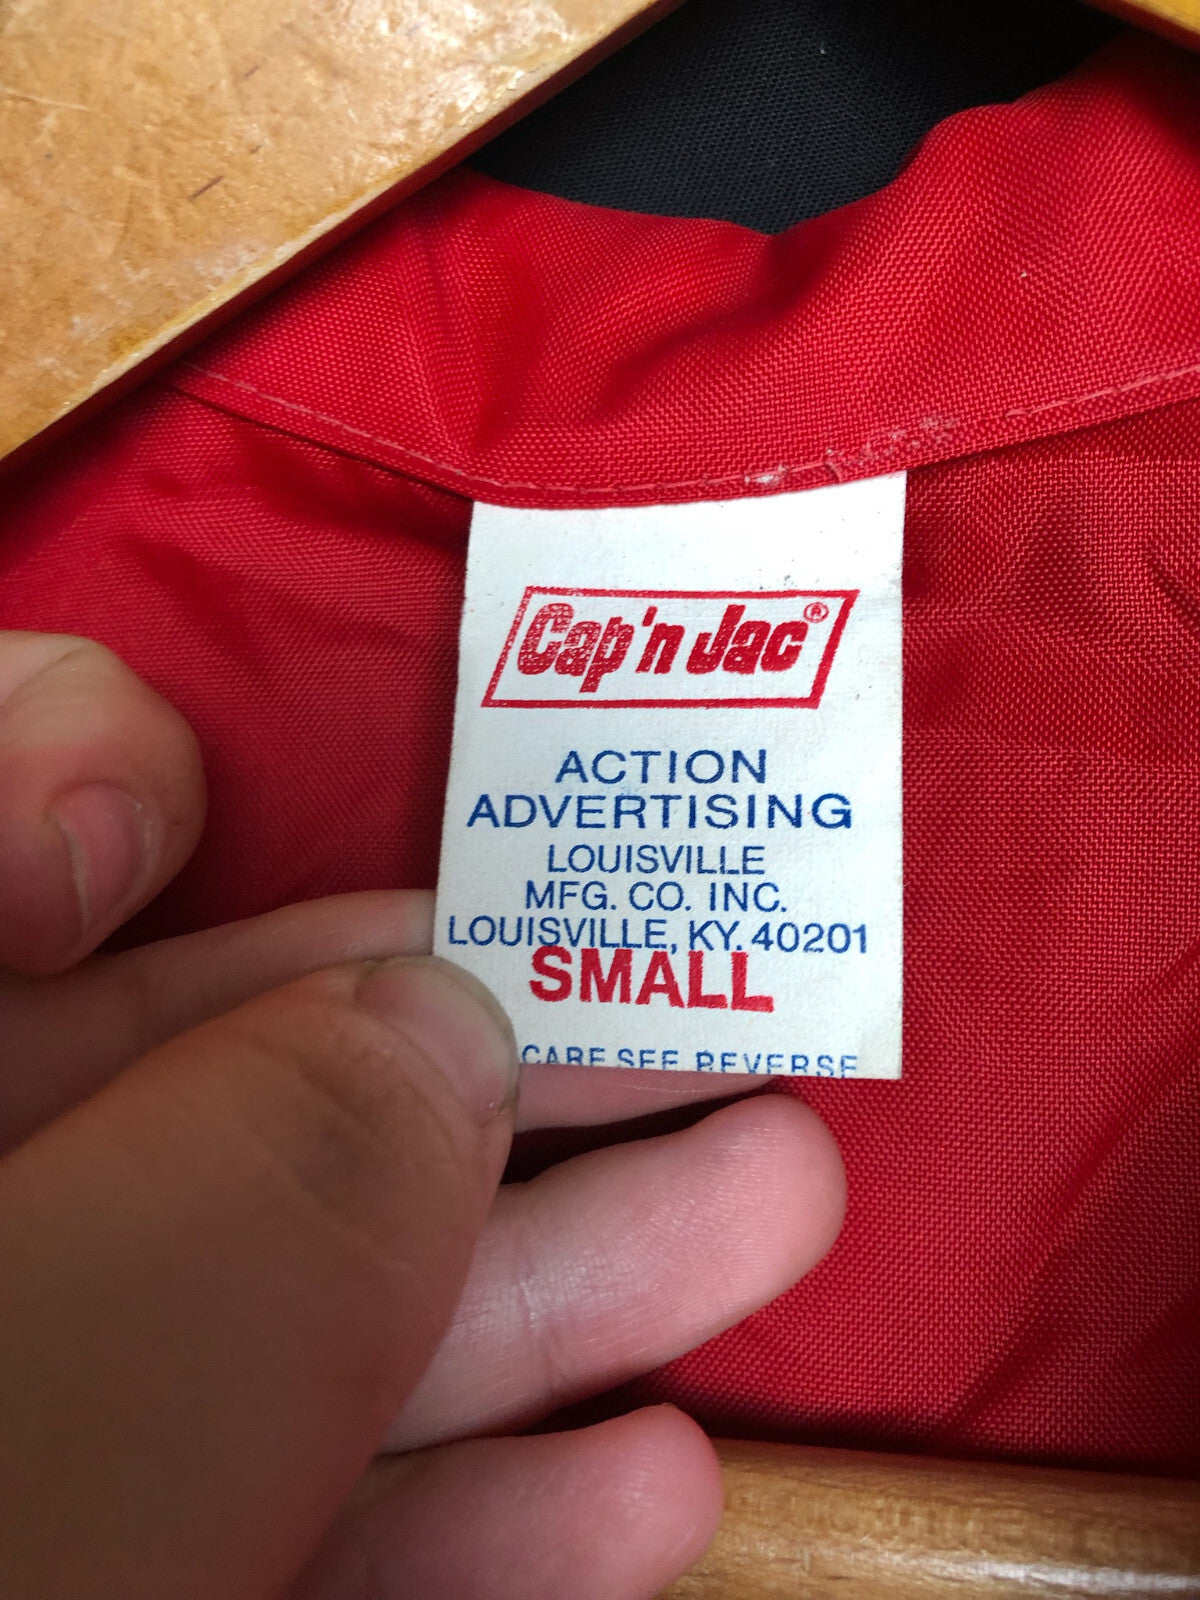 Cap'n Jac®
ACTION
ADVERTISING
LOUISVILLE
MFG. CO. INC.
LOUISVILLE, KY. 40201
SMALL
CARE SEE REVERSE